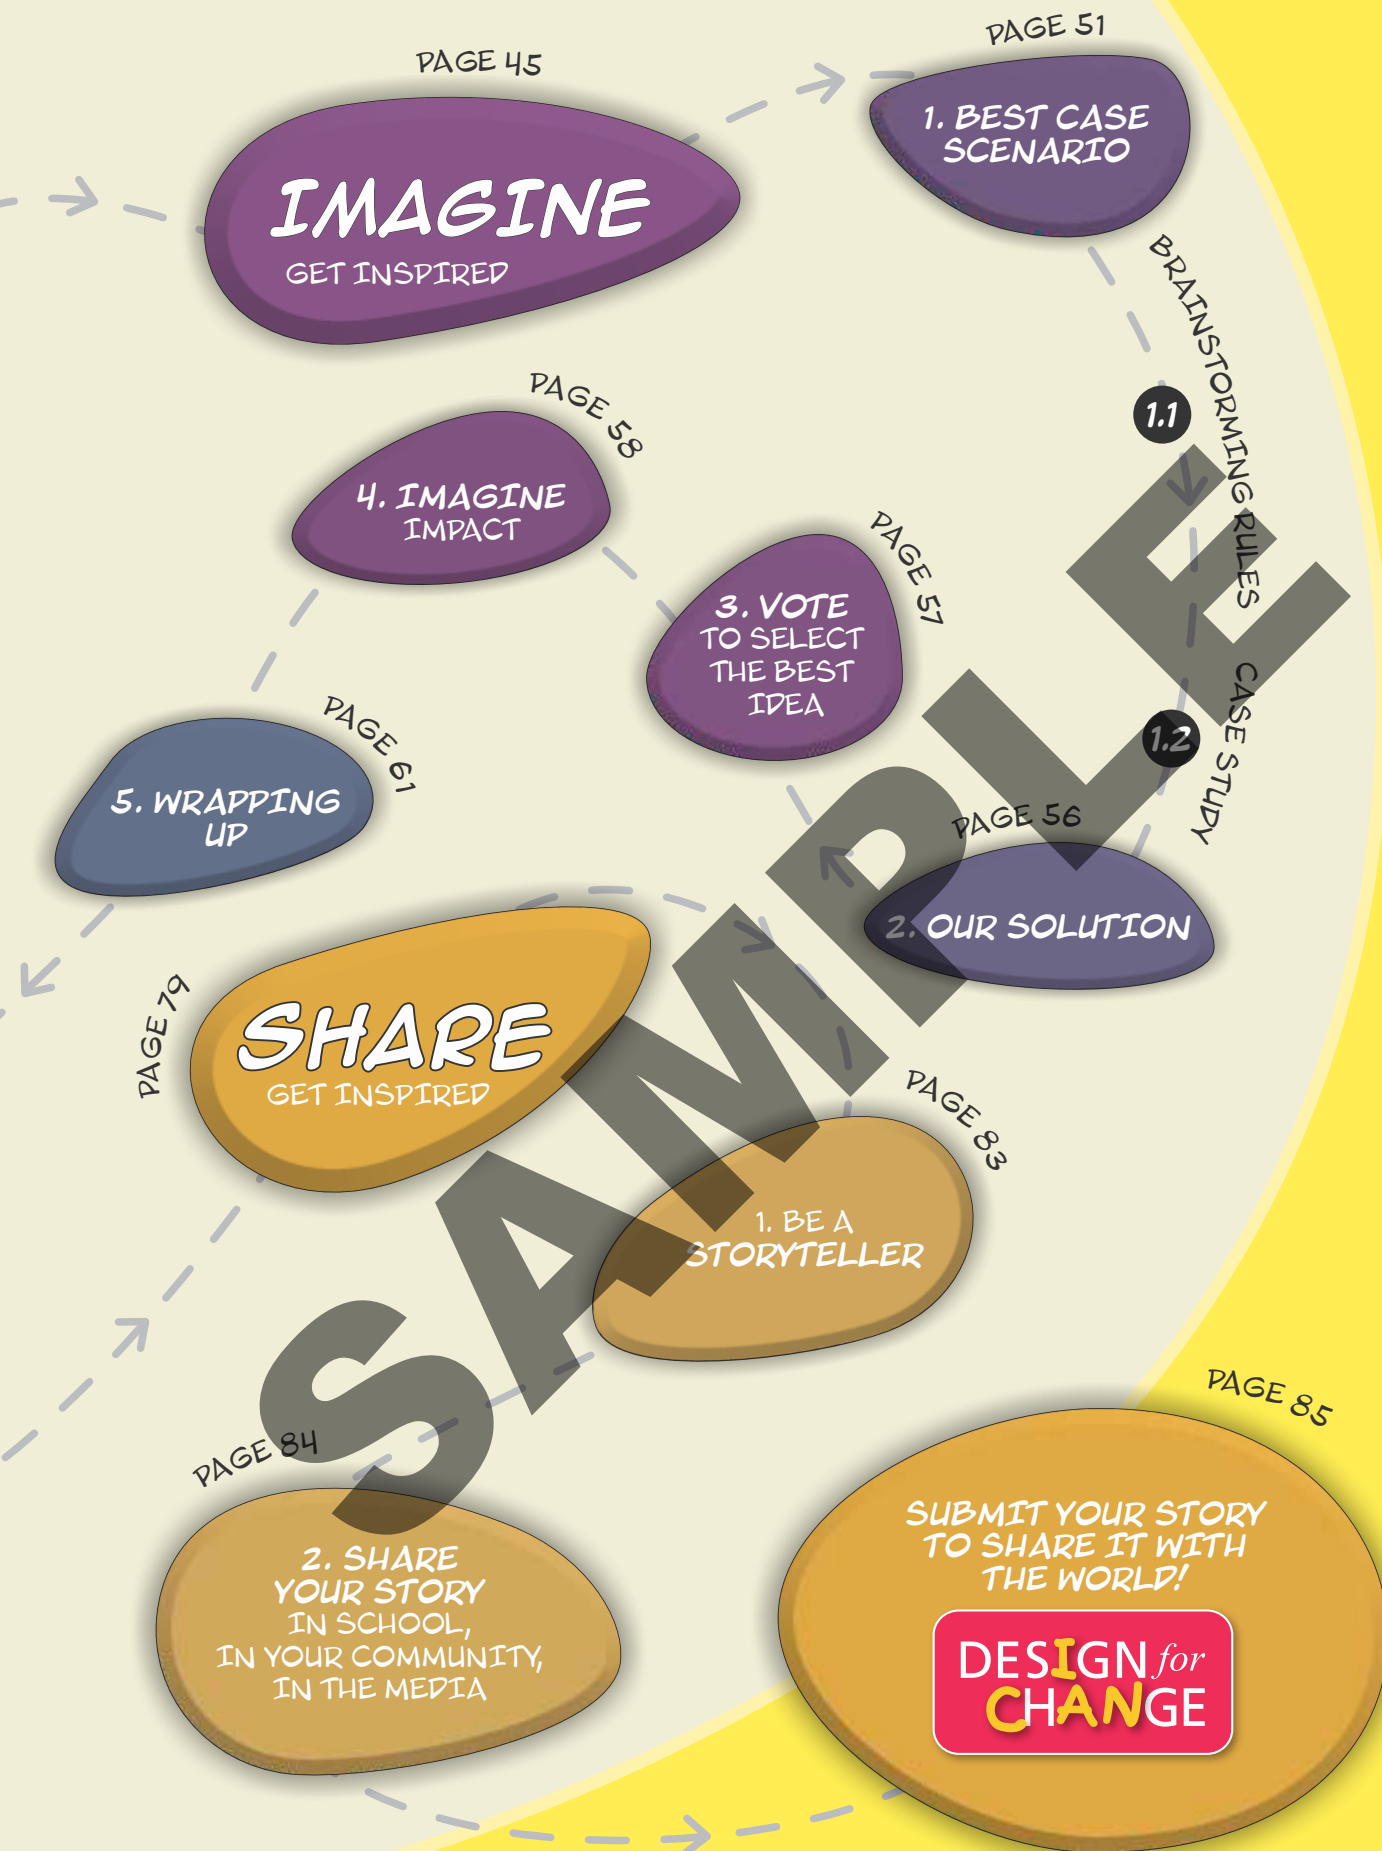 PAGE 45
IMAGINE
GET INSPIRED
PAGE 51
1. BEST CASE
SCENARIO
BRAINSTORMING RULES
1.1
CASE STUDY
1.2
PAGE 56
2. OUR SOLUTION
PAGE 57
3. VOTE
TO SELECT
THE BEST
IDEA
PAGE 58
4. IMAGINE
IMPACT
PAGE 61
5. WRAPPING
UP
PAGE 79
SHARE
GET INSPIRED
PAGE 83
1. BE A
STORYTELLER
PAGE 84
2. SHARE
YOUR STORY
IN SCHOOL,
IN YOUR COMMUNITY,
IN THE MEDIA
PAGE 85
SUBMIT YOUR STORY
TO SHARE IT WITH
THE WORLD!
DESIGN for
CHANGE
SAMPLE